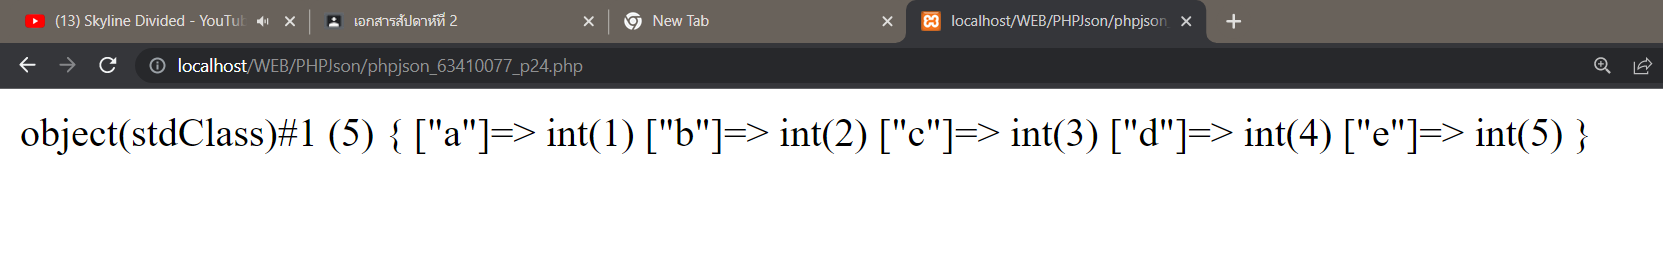 (13) Skyline Divided - YouTu
เอกสารสัปดาห์ที่ 2
New Tab
localhost/WEB/PHPJson/phpjson_
localhost/WEB/PHPJson/phpjson_63410077_p24.php
object(stdClass)#1 (5) { ["a"]=> int(1) ["b"]=> int(2) ["c"]=> int(3) ["d"]=> int(4) ["e"]=> int(5) }